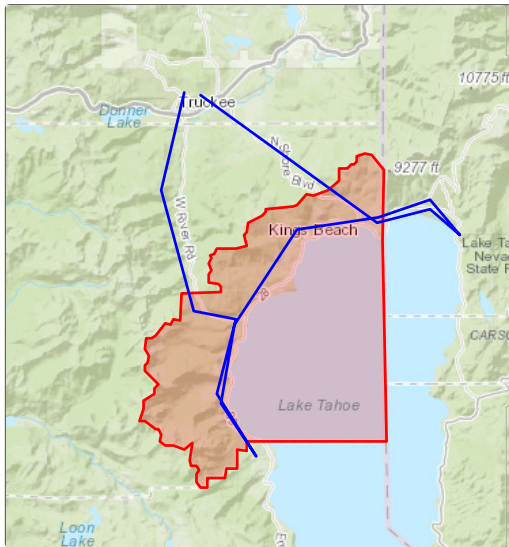 10775 ft
Truckee
Donner
Lake
N Shore Blvd
9277 ft
W River Rd
Kings Beach
Lake Ta
Neva
State P
28
CARSO
Lake Tahoe
Loon
Lake